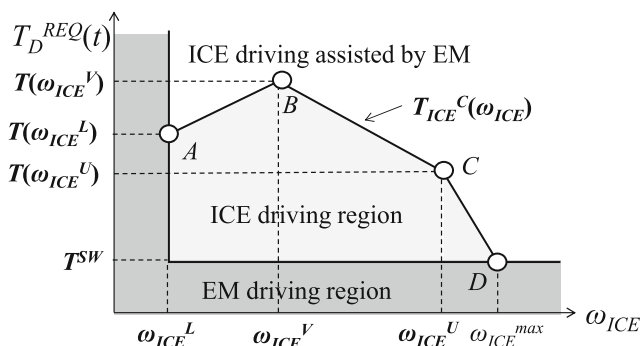 T_D^REQ(t)
ICE driving assisted by EM
T(ω_ICE^V)
B
T_ICE^C(ω_ICE)
T(ω_ICE^L)
A
T(ω_ICE^U)
C
ICE driving region
T^SW
D
EM driving region
ω_ICE
ω_ICE^L ω_ICE^V ω_ICE^U ω_ICE^max